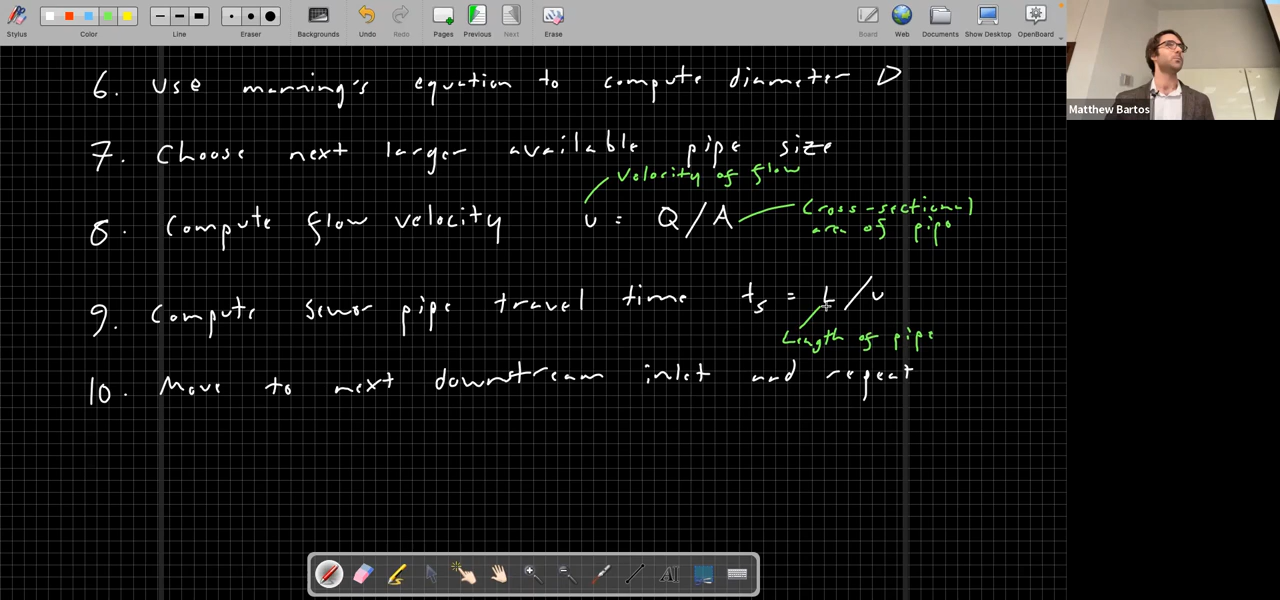 Stylus
Color
Line
Eraser
Backgrounds
Undo
Redo
Pages
Previous
Next
Erase
Board
Web
Documents
Show Desktop
OpenBoard
Matthew Bartos
6. Use manning's equation to compute diameter D
7. Choose next larger available pipe size
Velocity of flow
8. Compute flow velocity u = Q/A
Cross-sectional
area of pipe
9. Compute sewer pipe travel time ts = L/u
Length of pipe
10. Move to next downstream inlet and repeat